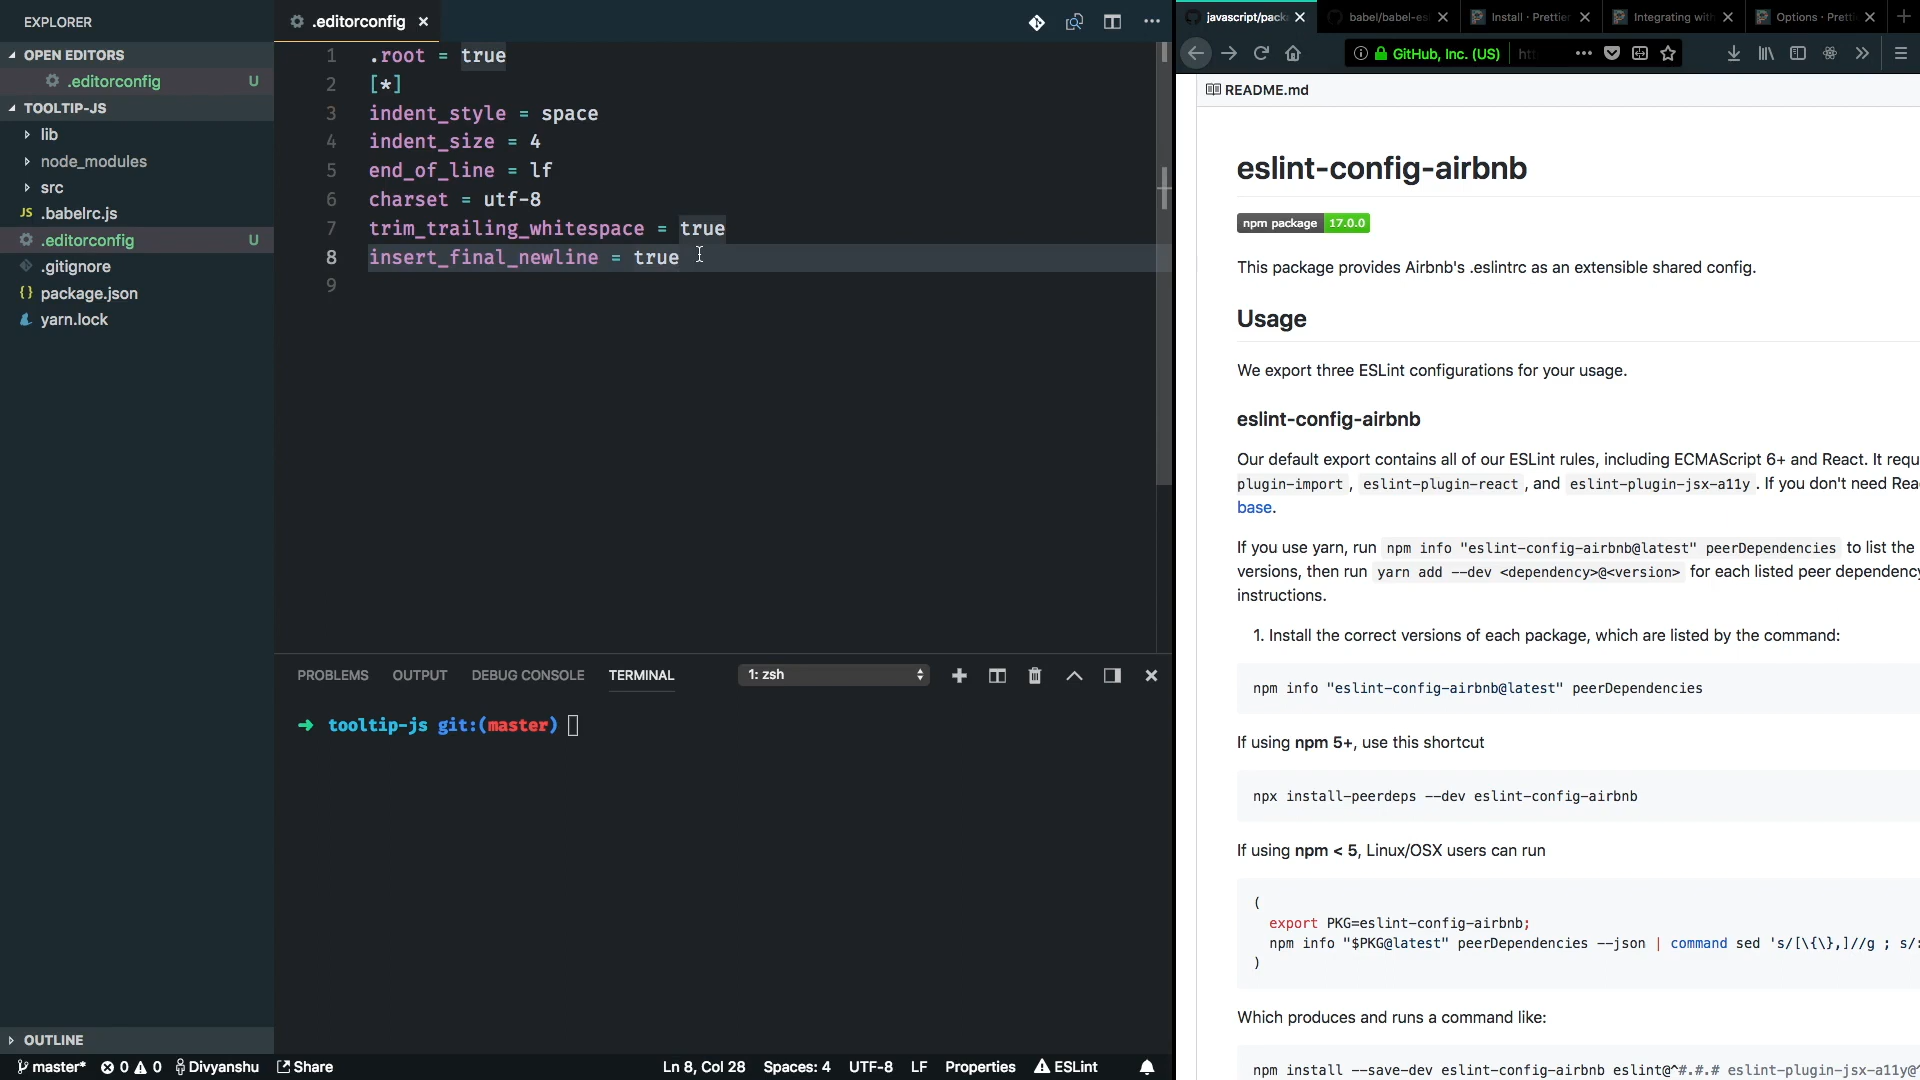 EXPLORER
OPEN EDITORS
.editorconfig U
TOOLTIP-JS
lib
node_modules
src
JS .babelrc.js
.editorconfig U
.gitignore
{} package.json
yarn.lock
OUTLINE
.editorconfig ×
1 .root = true
2 [*]
3 indent_style = space
4 indent_size = 4
5 end_of_line = lf
6 charset = utf-8
7 trim_trailing_whitespace = true
8 insert_final_newline = true
9
PROBLEMS OUTPUT DEBUG CONSOLE TERMINAL 1: zsh
➜ tooltip-js git:(master)
master* 0 0 Divyanshu Share Ln 8, Col 28 Spaces: 4 UTF-8 LF Properties ESLint
javascript/pack babel/babel-es Install · Prettier Integrating with Options · Pretti
GitHub, Inc. (US) htt
README.md
eslint-config-airbnb
npm package 17.0.0
This package provides Airbnb's .eslintrc as an extensible shared config.
Usage
We export three ESLint configurations for your usage.
eslint-config-airbnb
Our default export contains all of our ESLint rules, including ECMAScript 6+ and React. It requ
plugin-import , eslint-plugin-react , and eslint-plugin-jsx-a11y . If you don't need Rea
base.
If you use yarn, run npm info "eslint-config-airbnb@latest" peerDependencies to list the
versions, then run yarn add --dev <dependency>@<version> for each listed peer dependency
instructions.
1. Install the correct versions of each package, which are listed by the command:
npm info "eslint-config-airbnb@latest" peerDependencies
If using npm 5+, use this shortcut
npx install-peerdeps --dev eslint-config-airbnb
If using npm < 5, Linux/OSX users can run
(
export PKG=eslint-config-airbnb;
npm info "$PKG@latest" peerDependencies --json | command sed 's/[\{\},]//g ; s/:
)
Which produces and runs a command like:
npm install --save-dev eslint-config-airbnb eslint@^#.#.# eslint-plugin-jsx-a11y@^